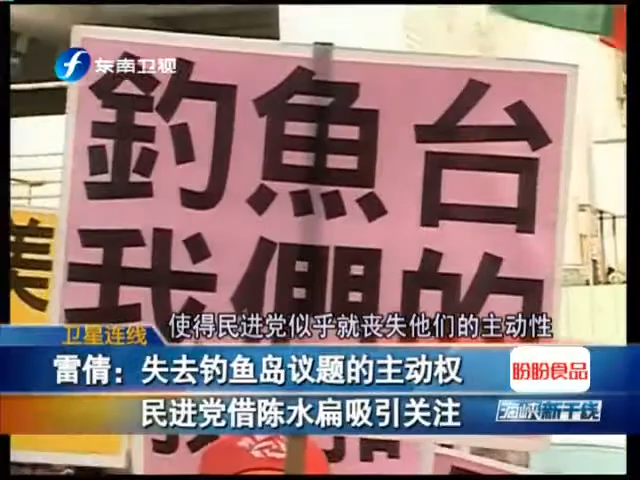 东南卫视
釣魚台
我們的
美
使得民进党似乎就丧失他们的主动性
卫星连线
雷倩：失去钓鱼岛议题的主动权
盼盼食品
民进党借陈水扁吸引关注
海峡新干线